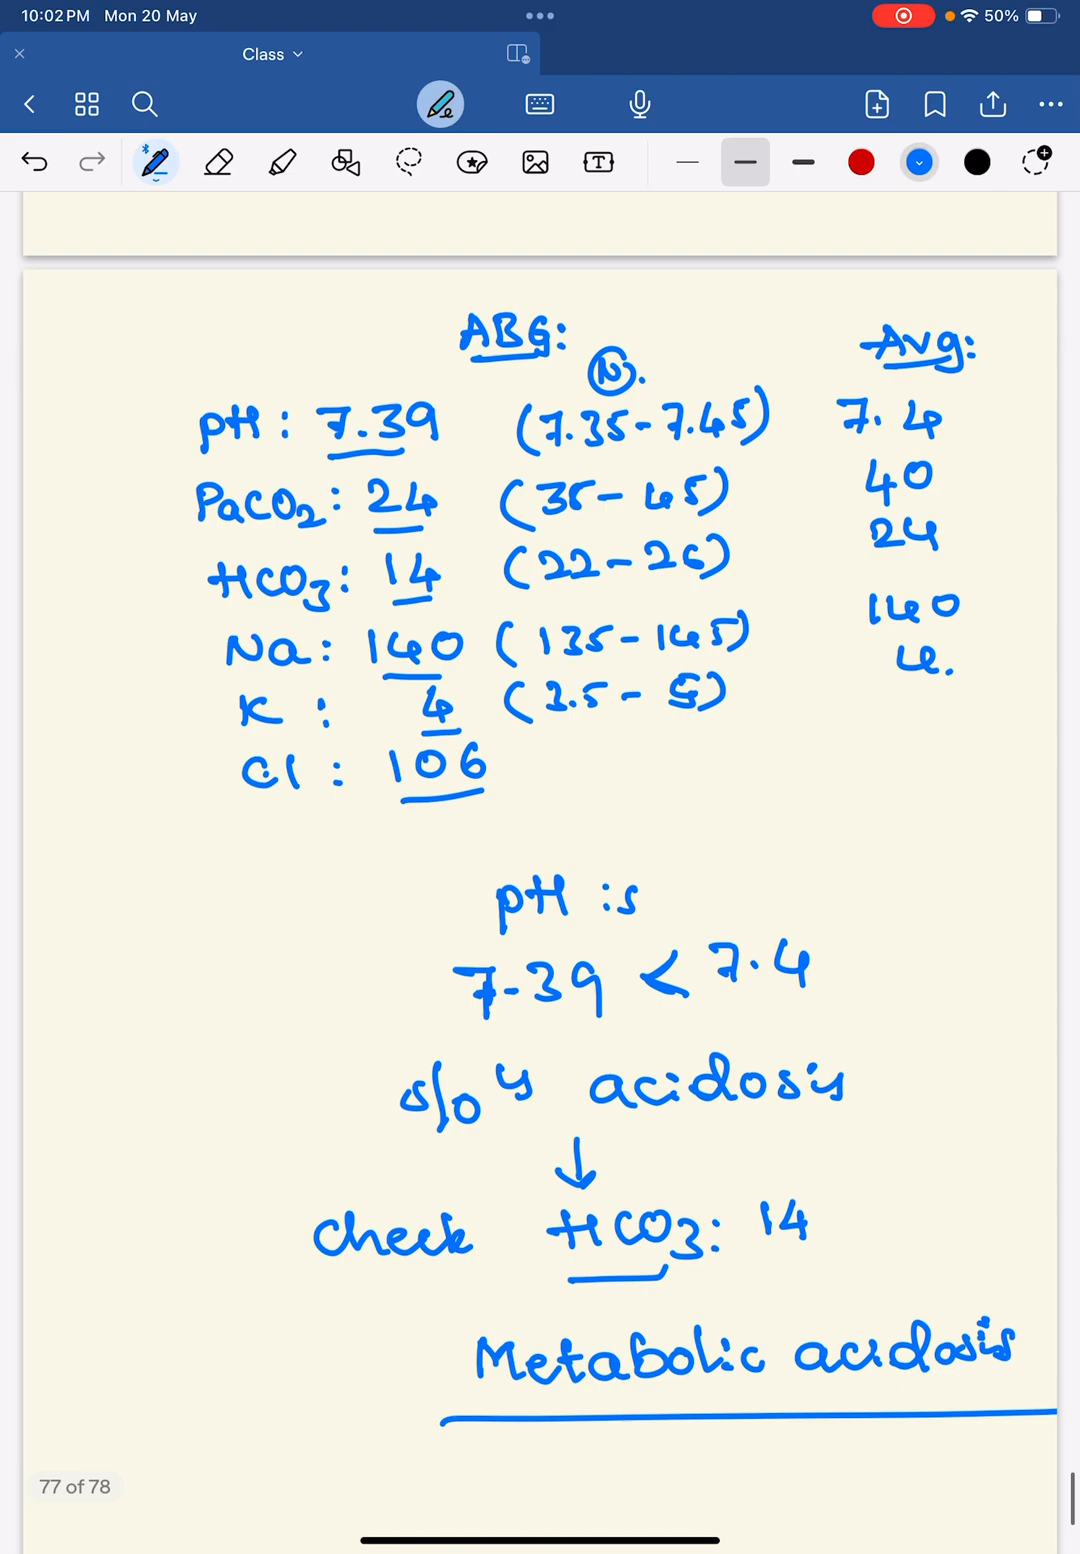 10:02 PM Mon 20 May
50%
Class
ABG:
Avg:
N.
pH : 7.39 (7.35-7.45) 7.4
PaCO2: 24 (35-45) 40
HCO3: 14 (22-26) 24
Na: 140 (135-145) 140
K : 4 (3.5-5) 4.
Cl : 106
pH is
7.39 < 7.4
s/o acidosis
↓
check HCO3: 14
Metabolic acidosis
77 of 78